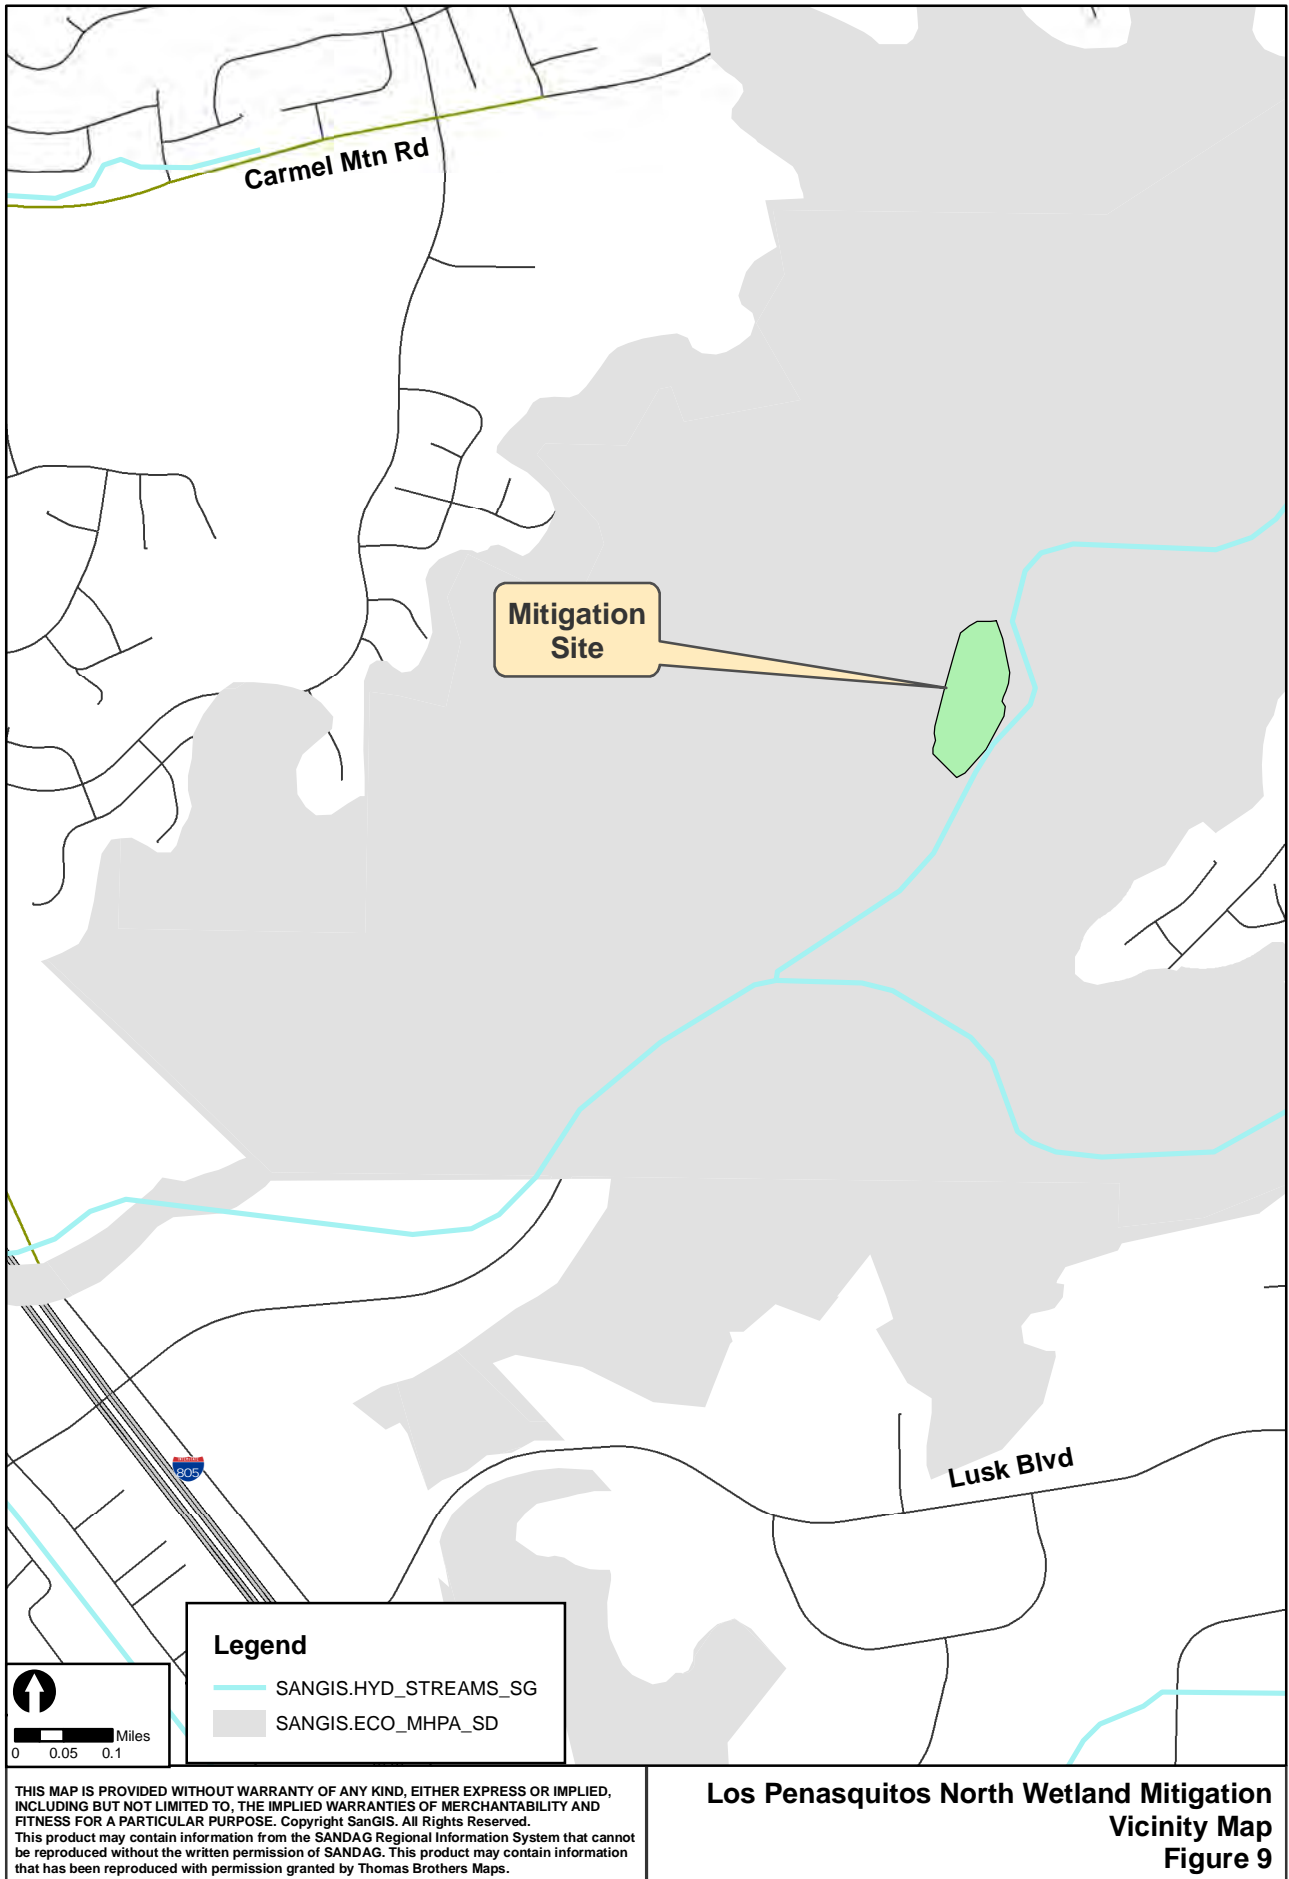 Carmel Mtn Rd
Mitigation
Site
Lusk Blvd
INTERSTATE
805
Legend
SANGIS.HYD_STREAMS_SG
SANGIS.ECO_MHPA_SD
Miles
0 0.05 0.1
THIS MAP IS PROVIDED WITHOUT WARRANTY OF ANY KIND, EITHER EXPRESS OR IMPLIED,
INCLUDING BUT NOT LIMITED TO, THE IMPLIED WARRANTIES OF MERCHANTABILITY AND
FITNESS FOR A PARTICULAR PURPOSE. Copyright SanGIS. All Rights Reserved.
This product may contain information from the SANDAG Regional Information System that cannot
be reproduced without the written permission of SANDAG. This product may contain information
that has been reproduced with permission granted by Thomas Brothers Maps.
Los Penasquitos North Wetland Mitigation
Vicinity Map
Figure 9